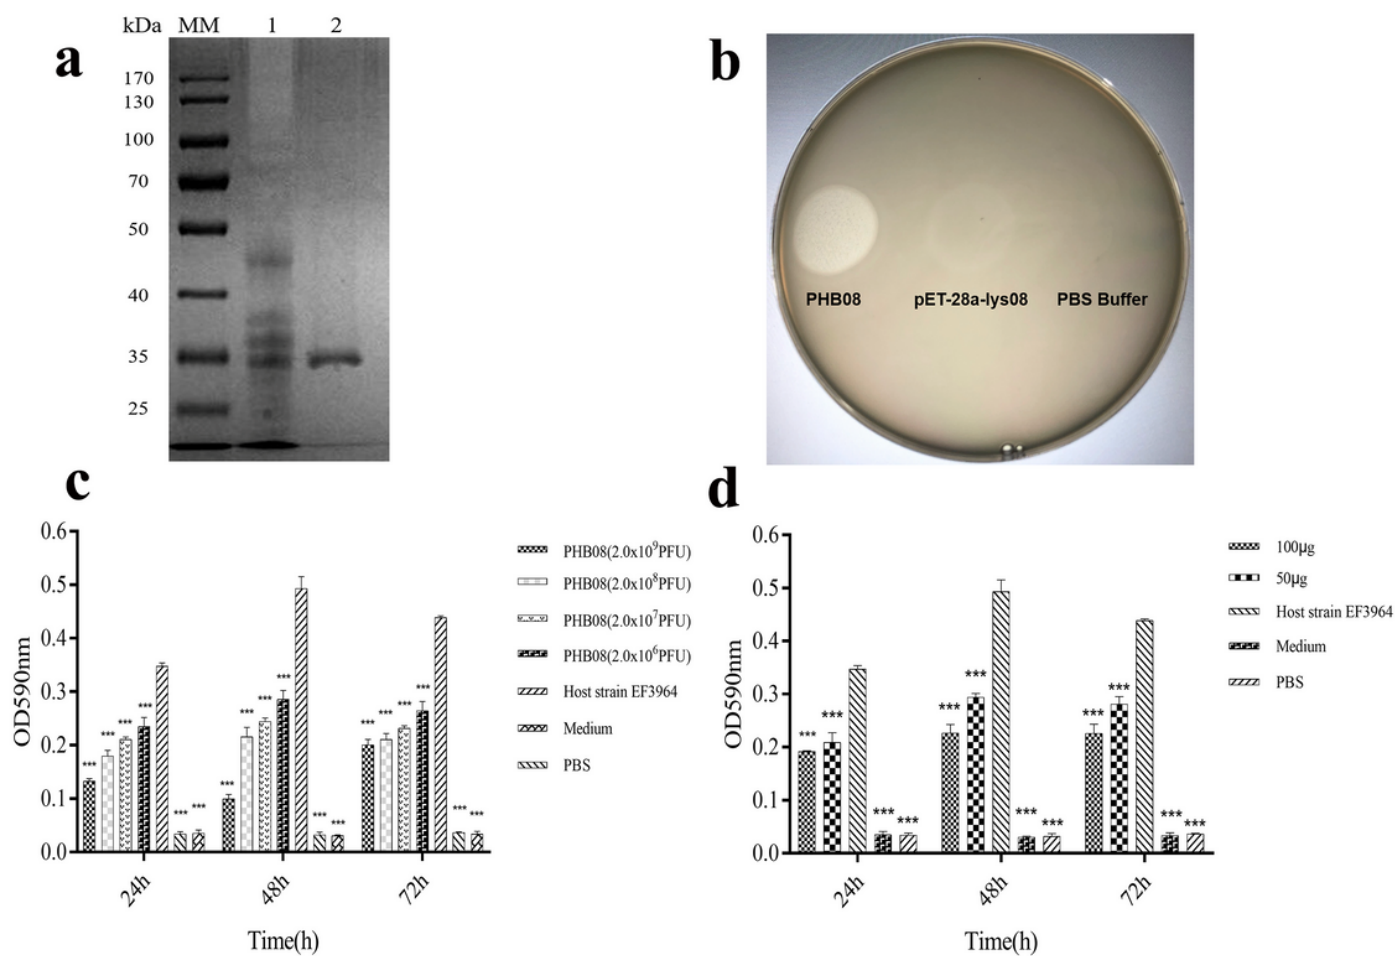 a
kDa MM 1 2
170
130
100
70
50
40
35
25
b
PHB08 pET-28a-lys08 PBS Buffer
c
0.6
0.5
0.4
0.3
0.2
0.1
0.0
OD590nm
*** *** *** *** *** ***
*** *** *** *** *** ***
*** *** *** *** *** ***
24h 48h 72h
Time(h)
PHB08(2.0x10⁹PFU)
PHB08(2.0x10⁸PFU)
PHB08(2.0x10⁷PFU)
PHB08(2.0x10⁶PFU)
Host strain EF3964
Medium
PBS
d
0.6
0.5
0.4
0.3
0.2
0.1
0.0
OD590nm
*** *** *** ***
*** *** *** ***
*** *** *** ***
24h 48h 72h
Time(h)
100μg
50μg
Host strain EF3964
Medium
PBS